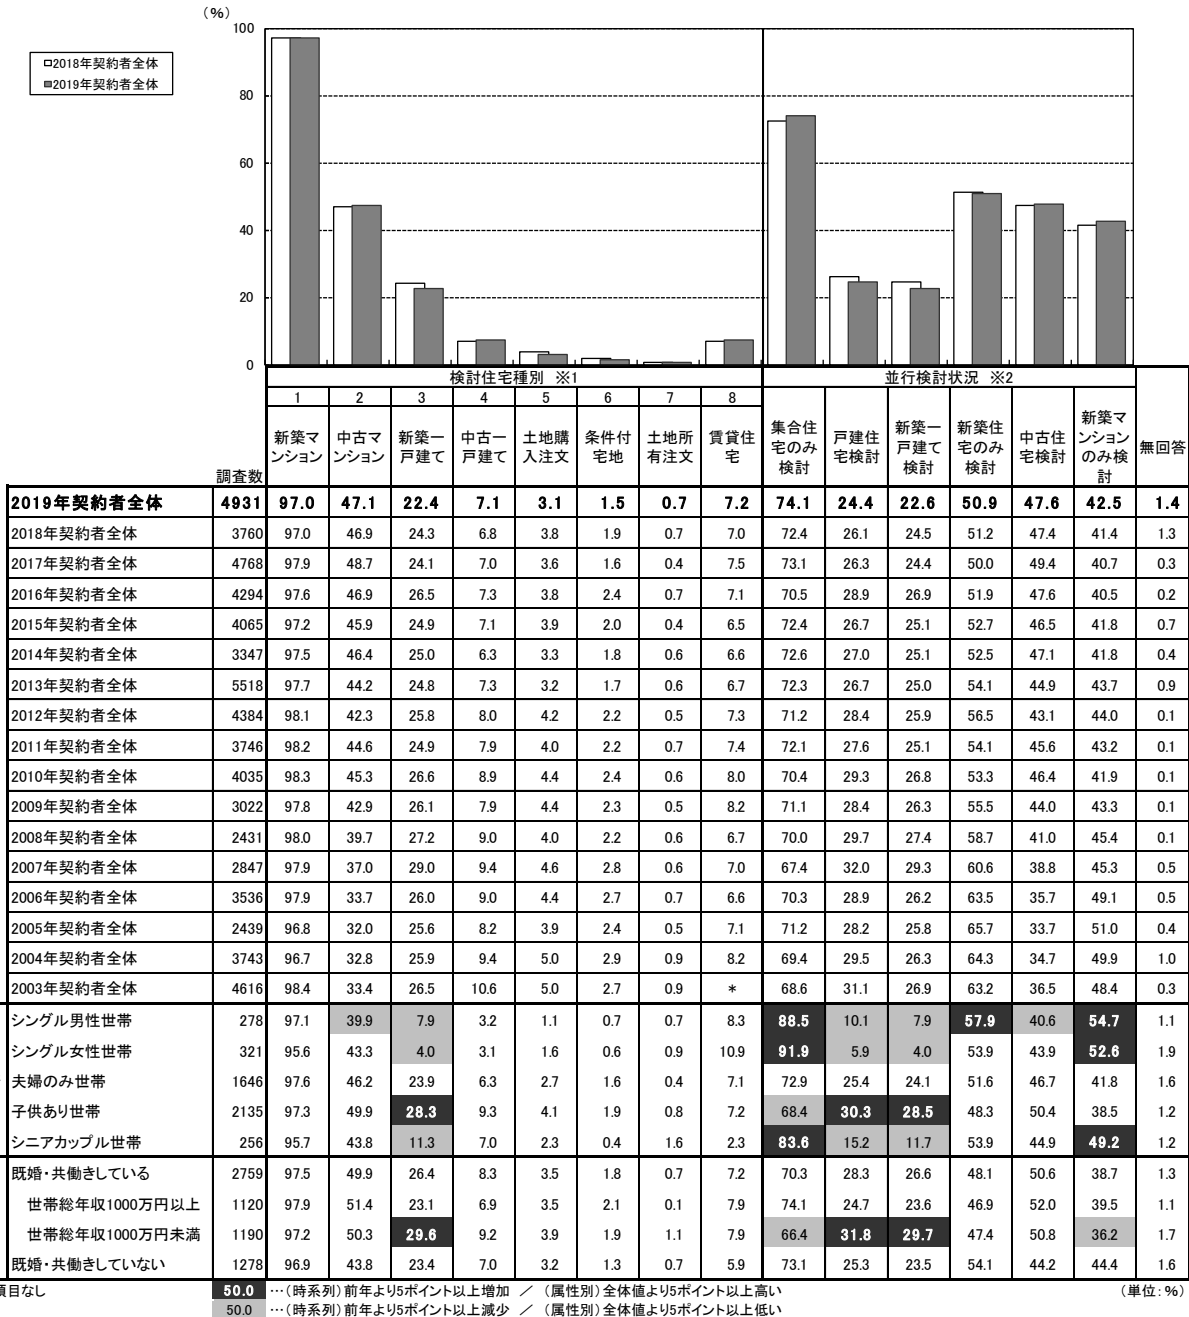 (%)
100
80
60
40
20
0
□2018年契約者全体
■2019年契約者全体
検討住宅種別 ※1 並行検討状況 ※2
1 2 3 4 5 6 7 8
調査数 新築マンション 中古マンション 新築一戸建て 中古一戸建て 土地購入注文 条件付宅地 土地所有注文 賃貸住宅 集合住宅のみ検討 戸建住宅検討 新築一戸建て検討 新築住宅のみ検討 中古住宅検討 新築マンションのみ検討 無回答
2019年契約者全体 4931 97.0 47.1 22.4 7.1 3.1 1.5 0.7 7.2 74.1 24.4 22.6 50.9 47.6 42.5 1.4
2018年契約者全体 3760 97.0 46.9 24.3 6.8 3.8 1.9 0.7 7.0 72.4 26.1 24.5 51.2 47.4 41.4 1.3
2017年契約者全体 4768 97.9 48.7 24.1 7.0 3.6 1.6 0.4 7.5 73.1 26.3 24.4 50.0 49.4 40.7 0.3
2016年契約者全体 4294 97.6 46.9 26.5 7.3 3.8 2.4 0.7 7.1 70.5 28.9 26.9 51.9 47.6 40.5 0.2
2015年契約者全体 4065 97.2 45.9 24.9 7.1 3.9 2.0 0.4 6.5 72.4 26.7 25.1 52.7 46.5 41.8 0.7
2014年契約者全体 3347 97.5 46.4 25.0 6.3 3.3 1.8 0.6 6.6 72.6 27.0 25.1 52.5 47.1 41.8 0.4
2013年契約者全体 5518 97.7 44.2 24.8 7.3 3.2 1.7 0.6 6.7 72.3 26.7 25.0 54.1 44.9 43.7 0.9
2012年契約者全体 4384 98.1 42.3 25.8 8.0 4.2 2.2 0.5 7.3 71.2 28.4 25.9 56.5 43.1 44.0 0.1
2011年契約者全体 3746 98.2 44.6 24.9 7.9 4.0 2.2 0.7 7.4 72.1 27.6 25.1 54.1 45.6 43.2 0.1
2010年契約者全体 4035 98.3 45.3 26.6 8.9 4.4 2.4 0.6 8.0 70.4 29.3 26.8 53.3 46.4 41.9 0.1
2009年契約者全体 3022 97.8 42.9 26.1 7.9 4.4 2.3 0.5 8.2 71.1 28.4 26.3 55.5 44.0 43.3 0.1
2008年契約者全体 2431 98.0 39.7 27.2 9.0 4.0 2.2 0.6 6.7 70.0 29.7 27.4 58.7 41.0 45.4 0.1
2007年契約者全体 2847 97.9 37.0 29.0 9.4 4.6 2.8 0.6 7.0 67.4 32.0 29.3 60.6 38.8 45.3 0.5
2006年契約者全体 3536 97.9 33.7 26.0 9.0 4.4 2.7 0.7 6.6 70.3 28.9 26.2 63.5 35.7 49.1 0.5
2005年契約者全体 2439 96.8 32.0 25.6 8.2 3.9 2.4 0.5 7.1 71.2 28.2 25.8 65.7 33.7 51.0 0.4
2004年契約者全体 3743 96.7 32.8 25.9 9.4 5.0 2.9 0.9 8.2 69.4 29.5 26.3 64.3 34.7 49.9 1.0
2003年契約者全体 4616 98.4 33.4 26.5 10.6 5.0 2.7 0.9 * 68.6 31.1 26.9 63.2 36.5 48.4 0.3
シングル男性世帯 278 97.1 39.9 7.9 3.2 1.1 0.7 0.7 8.3 88.5 10.1 7.9 57.9 40.6 54.7 1.1
シングル女性世帯 321 95.6 43.3 4.0 3.1 1.6 0.6 0.9 10.9 91.9 5.9 4.0 53.9 43.9 52.6 1.9
夫婦のみ世帯 1646 97.6 46.2 23.9 6.3 2.7 1.6 0.4 7.1 72.9 25.4 24.1 51.6 46.7 41.8 1.6
子供あり世帯 2135 97.3 49.9 28.3 9.3 4.1 1.9 0.8 7.2 68.4 30.3 28.5 48.3 50.4 38.5 1.2
シニアカップル世帯 256 95.7 43.8 11.3 7.0 2.3 0.4 1.6 2.3 83.6 15.2 11.7 53.9 44.9 49.2 1.2
既婚・共働きしている 2759 97.5 49.9 26.4 8.3 3.5 1.8 0.7 7.2 70.3 28.3 26.6 48.1 50.6 38.7 1.3
世帯総年収1000万円以上 1120 97.9 51.4 23.1 6.9 3.5 2.1 0.1 7.9 74.1 24.7 23.6 46.9 52.0 39.5 1.1
世帯総年収1000万円未満 1190 97.2 50.3 29.6 9.2 3.9 1.9 1.1 7.9 66.4 31.8 29.7 47.4 50.8 36.2 1.7
既婚・共働きしていない 1278 96.9 43.8 23.4 7.0 3.2 1.3 0.7 5.9 73.1 25.3 23.5 54.1 44.2 44.4 1.6
項目なし 50.0 …(時系列)前年より5ポイント以上増加 / (属性別)全体値より5ポイント以上高い (単位:%)
50.0 …(時系列)前年より5ポイント以上減少 / (属性別)全体値より5ポイント以上低い